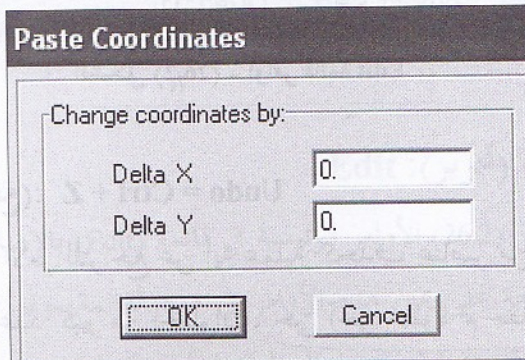 Paste Coordinates
Change coordinates by:
Delta X 0.
Delta Y 0.
OK Cancel